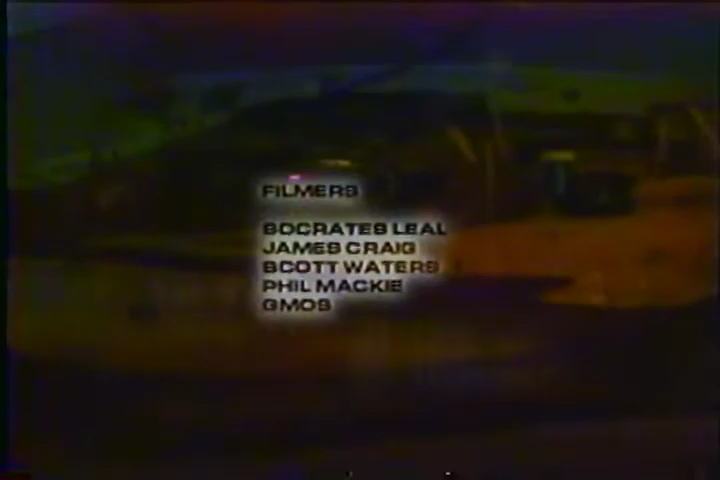 FILMERS
SOCRATES LEAL
JAMES CRAIG
SCOTT WATERS
PHIL MACKIE
GMOS